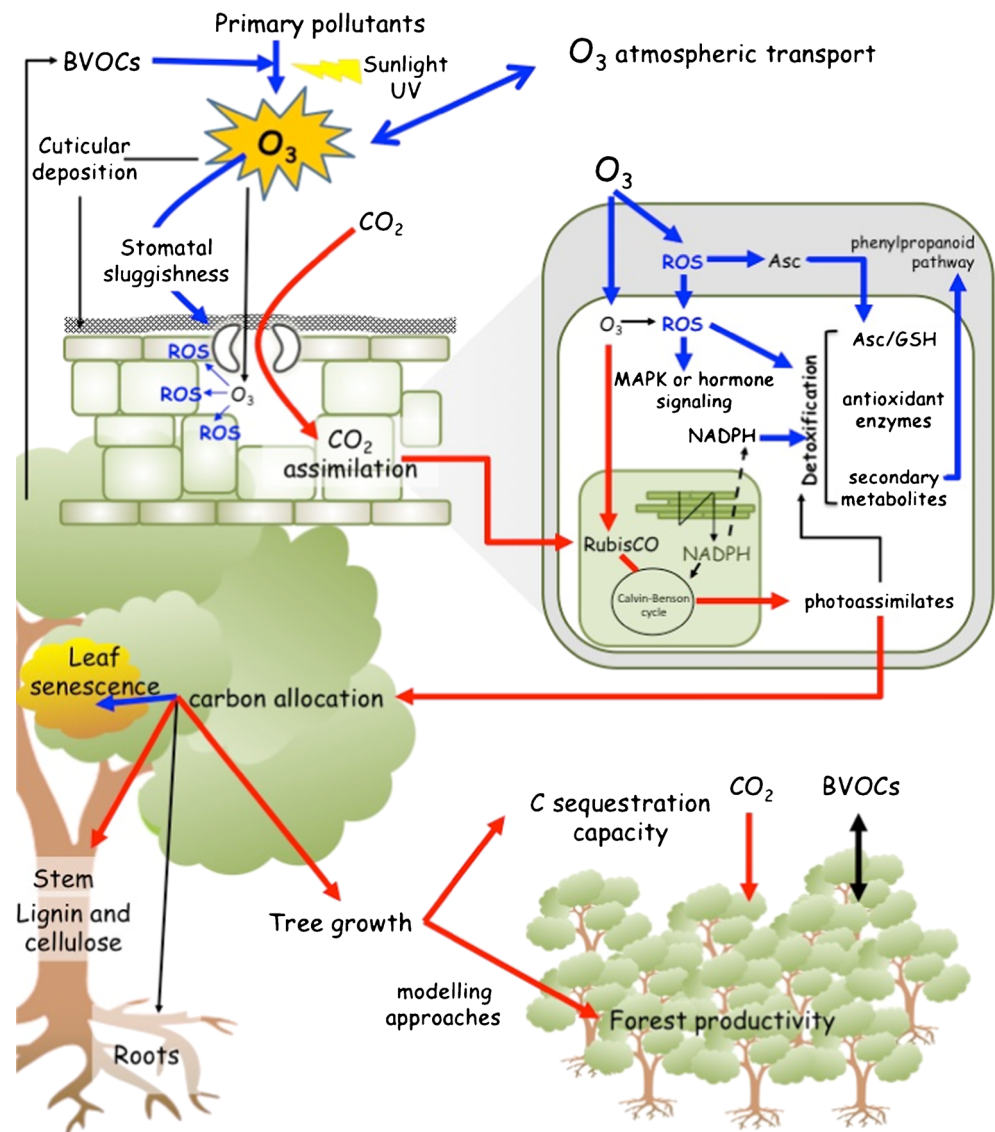 Primary pollutants
BVOCs
Sunlight
UV
O3 atmospheric transport
O3
Cuticular
deposition
CO2
Stomatal
sluggishness
ROS
ROS
O3
ROS
CO2
assimilation
O3
phenylpropanoid
pathway
ROS
Asc
O3
ROS
Asc/GSH
MAPK or hormone
signaling
Detoxification
antioxidant
enzymes
NADPH
secondary
metabolites
RubisCO
NADPH
Calvin-Benson
cycle
photoassimilates
Leaf
senescence
carbon allocation
Stem
Lignin and
cellulose
Roots
Tree growth
modelling
approaches
C sequestration
capacity
CO2
BVOCs
Forest productivity